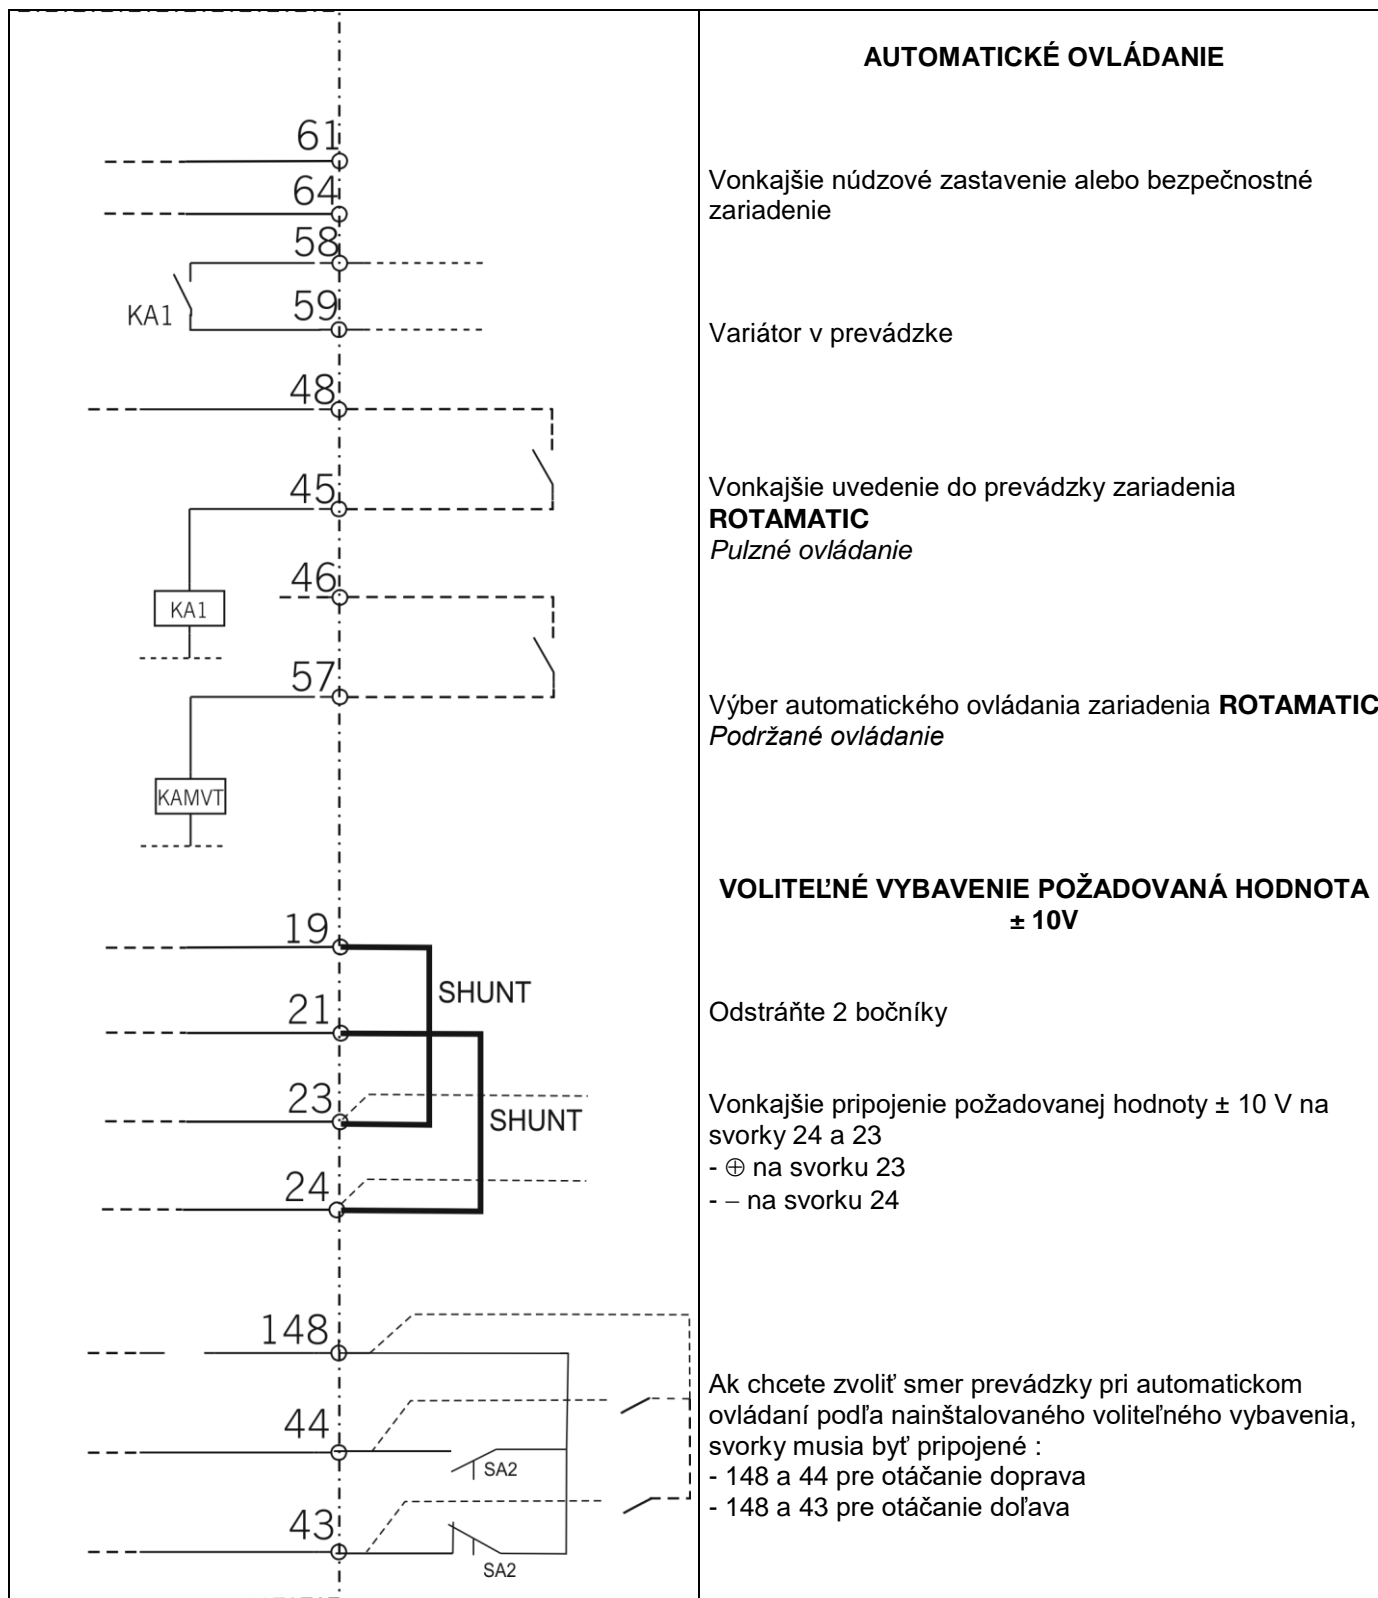 AUTOMATICKÉ OVLÁDANIE
61
64
Vonkajšie núdzové zastavenie alebo bezpečnostné
zariadenie
58
KA1
59
Variátor v prevádzke
48
45
Vonkajšie uvedenie do prevádzky zariadenia
ROTAMATIC
Pulzné ovládanie
46
KA1
57
Výber automatického ovládania zariadenia ROTAMATIC
Podržané ovládanie
KAMVT
VOLITEĽNÉ VYBAVENIE POŽADOVANÁ HODNOTA
± 10V
19
SHUNT
21
Odstráňte 2 bočníky
23
SHUNT
Vonkajšie pripojenie požadovanej hodnoty ± 10 V na
svorky 24 a 23
- ⊕ na svorku 23
- – na svorku 24
24
148
Ak chcete zvoliť smer prevádzky pri automatickom
ovládaní podľa nainštalovaného voliteľného vybavenia,
svorky musia byť pripojené :
- 148 a 44 pre otáčanie doprava
- 148 a 43 pre otáčanie doľava
44
SA2
43
SA2